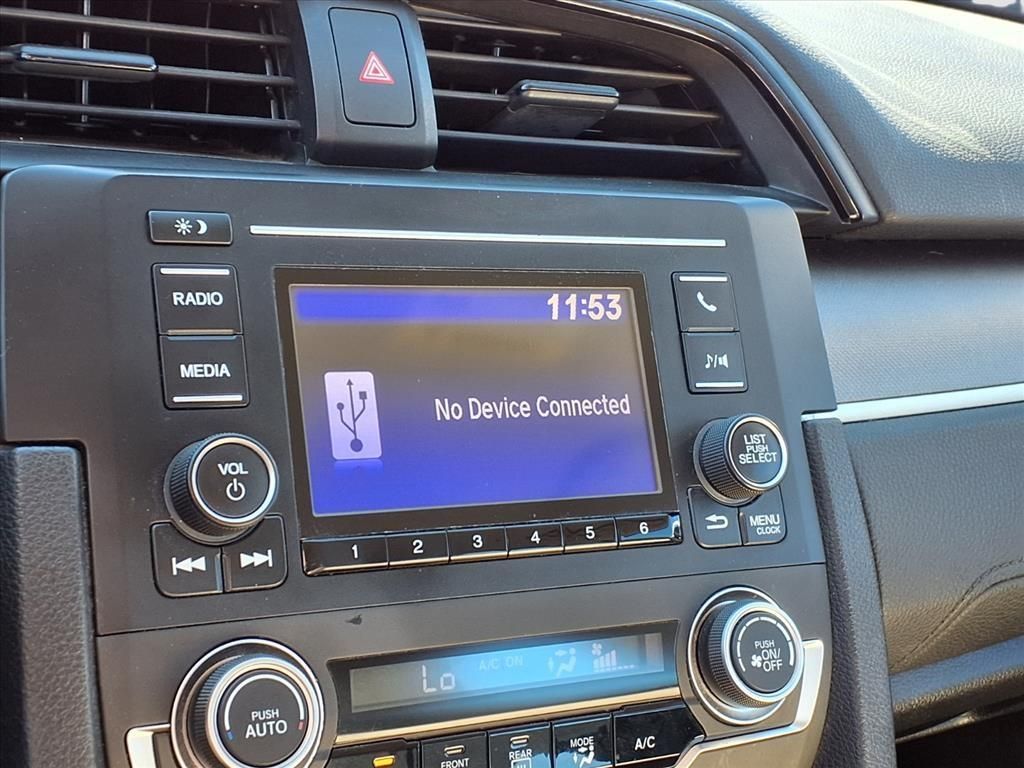 RADIO
MEDIA
11:53
No Device Connected
VOL
LIST
PUSH
SELECT
MENU
CLOCK
1 2 3 4 5 6
Lo
A/C ON
PUSH
AUTO
PUSH
ON/
OFF
FRONT
REAR
MODE
A/C